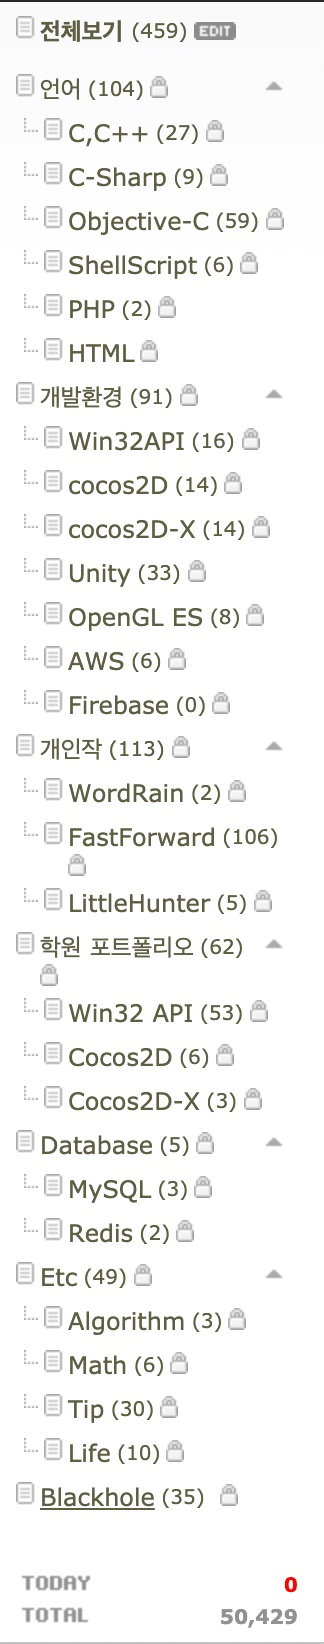 전체보기 (459) EDIT
언어 (104)
C,C++ (27)
C-Sharp (9)
Objective-C (59)
ShellScript (6)
PHP (2)
HTML
개발환경 (91)
Win32API (16)
cocos2D (14)
cocos2D-X (14)
Unity (33)
OpenGL ES (8)
AWS (6)
Firebase (0)
개인작 (113)
WordRain (2)
FastForward (106)
LittleHunter (5)
학원 포트폴리오 (62)
Win32 API (53)
Cocos2D (6)
Cocos2D-X (3)
Database (5)
MySQL (3)
Redis (2)
Etc (49)
Algorithm (3)
Math (6)
Tip (30)
Life (10)
Blackhole (35)
TODAY 0
TOTAL 50,429